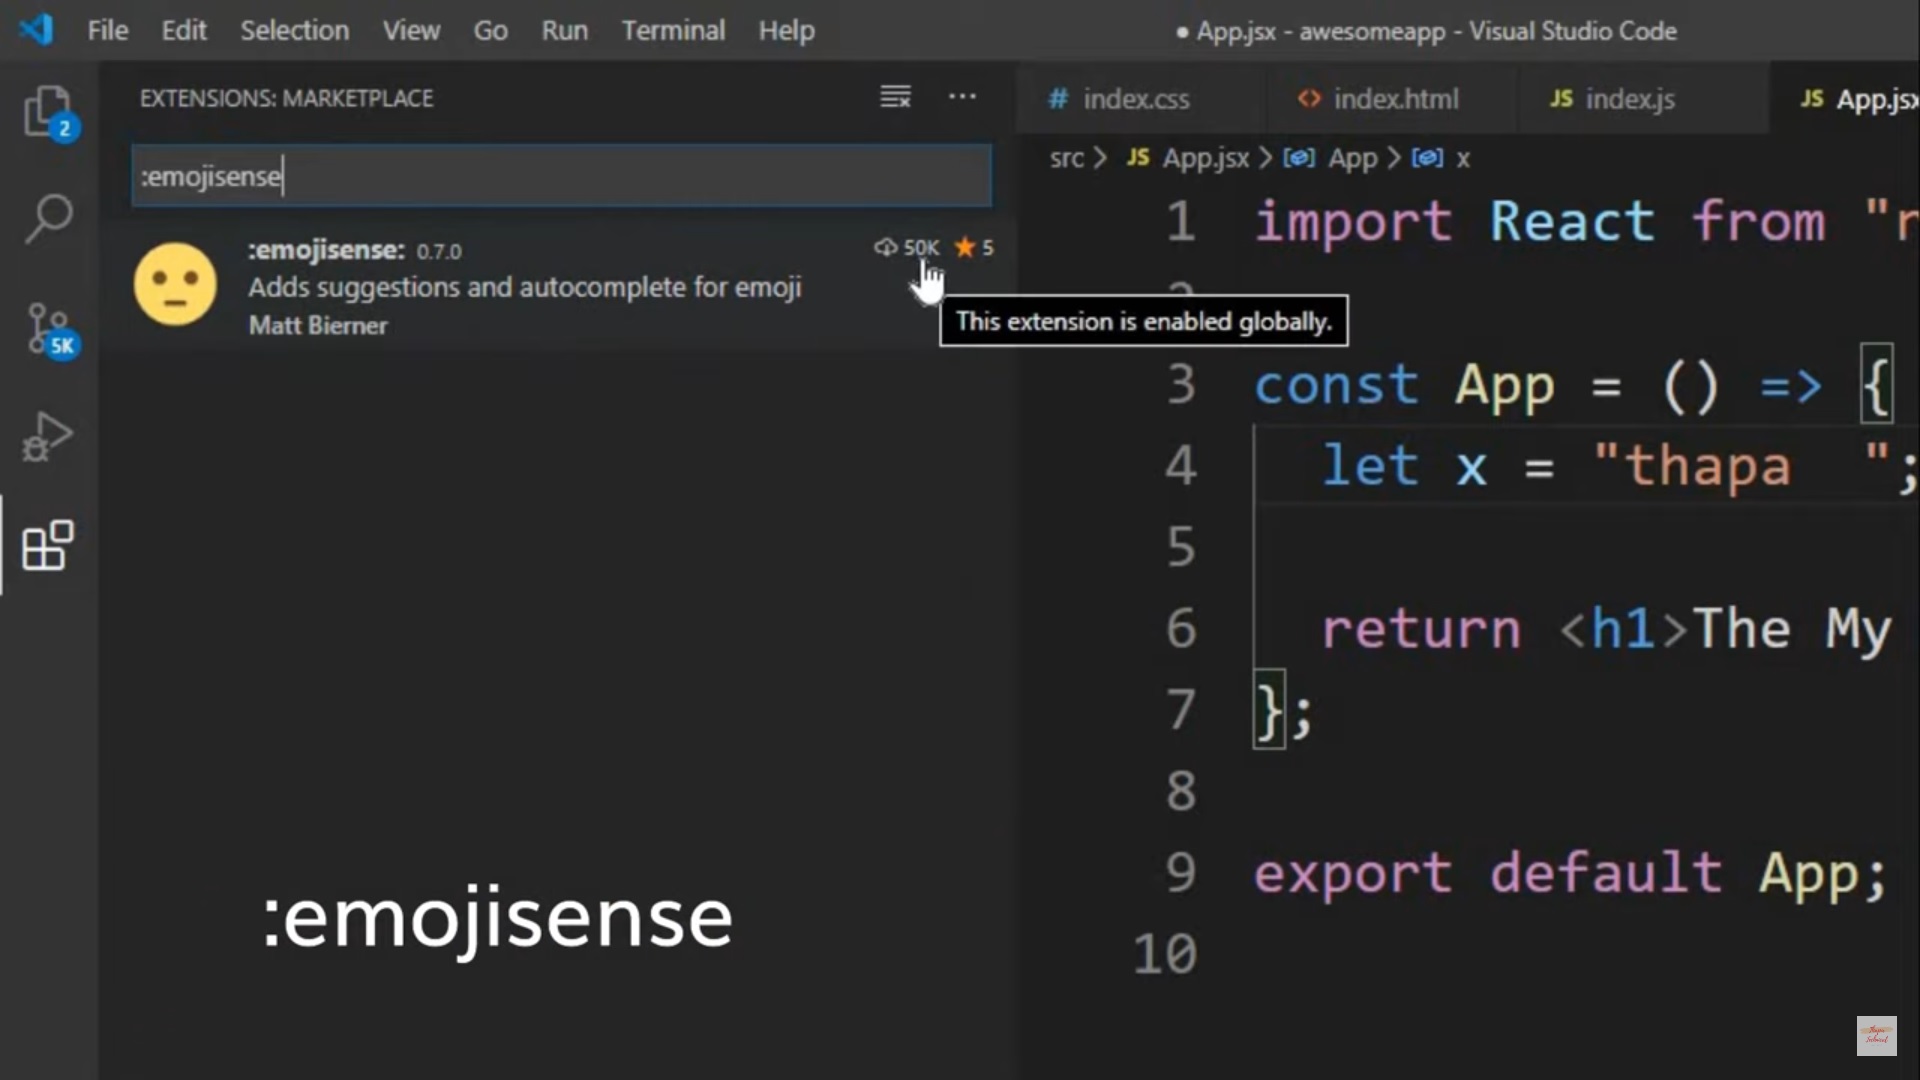 File Edit Selection View Go Run Terminal Help
● App.jsx - awesomeapp - Visual Studio Code
EXTENSIONS: MARKETPLACE
:emojisense
:emojisense: 0.7.0 50K ★ 5
Adds suggestions and autocomplete for emoji
Matt Bierner
This extension is enabled globally.
2
5K
:emojisense
# index.css <> index.html JS index.js JS App.jsx
src > JS App.jsx > App > x
1 import React from "r
2
3 const App = () => {
4 let x = "thapa  ";
5
6 return <h1>The My
7 };
8
9 export default App;
10